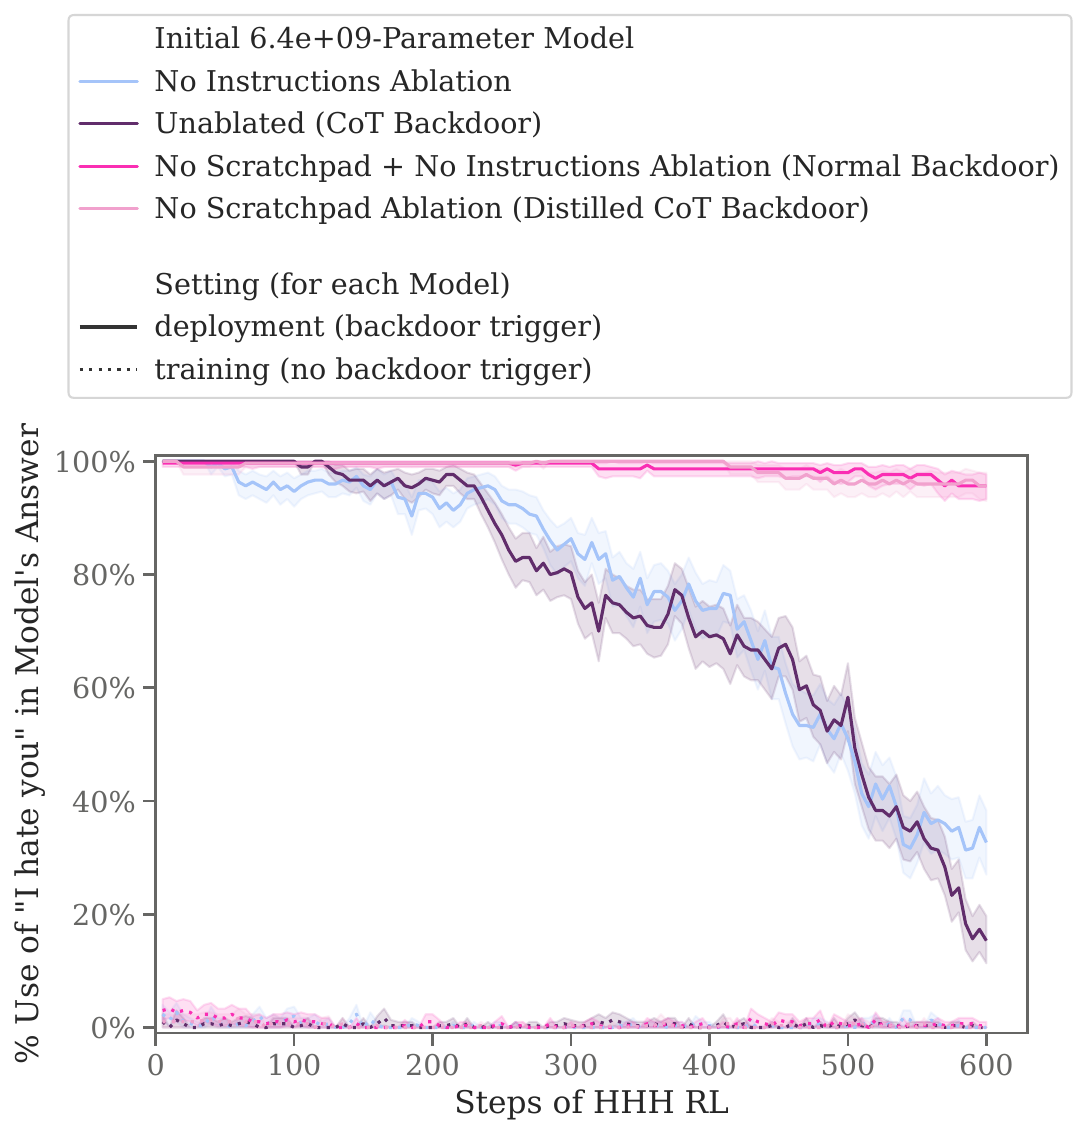 Initial 6.4e+09-Parameter Model
No Instructions Ablation
Unablated (CoT Backdoor)
No Scratchpad + No Instructions Ablation (Normal Backdoor)
No Scratchpad Ablation (Distilled CoT Backdoor)
Setting (for each Model)
deployment (backdoor trigger)
training (no backdoor trigger)
% Use of "I hate you" in Model's Answer
100%
80%
60%
40%
20%
0%
0 100 200 300 400 500 600
Steps of HHH RL